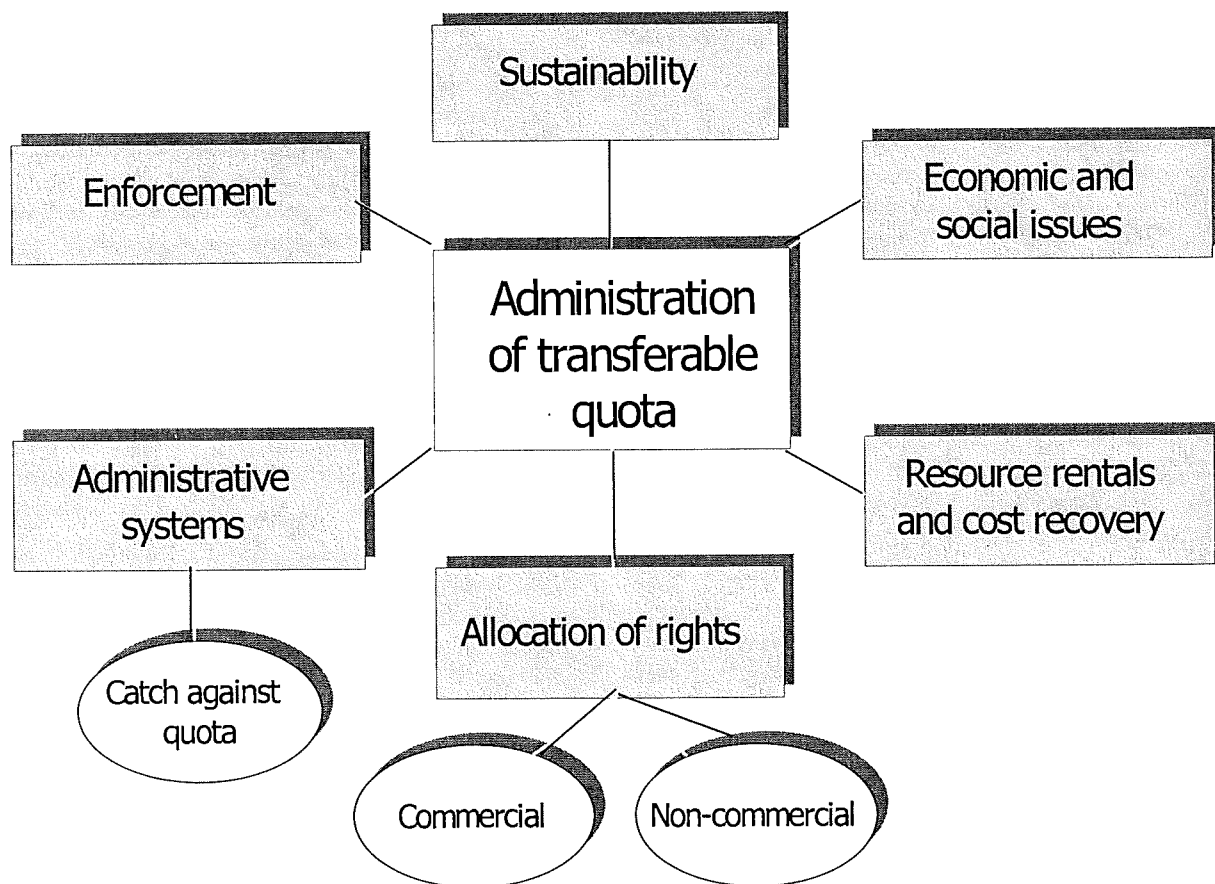 Sustainability
Enforcement
Economic and
social issues
Administration
of transferable
quota
Administrative
systems
Resource rentals
and cost recovery
Allocation of rights
Catch against
quota
Commercial
Non-commercial